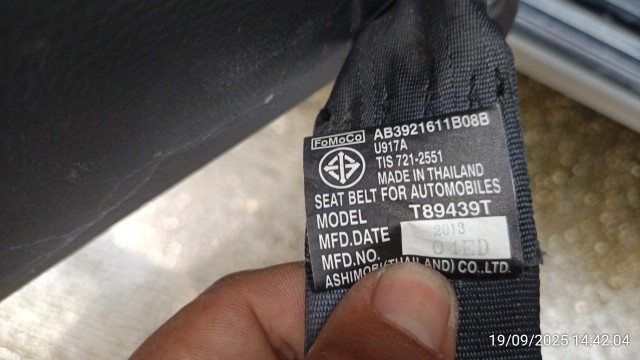 FoMoCo AB3921611B08B
U917A
TIS 721-2551
MADE IN THAILAND
SEAT BELT FOR AUTOMOBILES
MODEL T89439T
MFD.DATE 2013
MFD.NO. 04ED
ASHIMORI(THAILAND) CO.,LTD.
19/09/2025 14:42:04